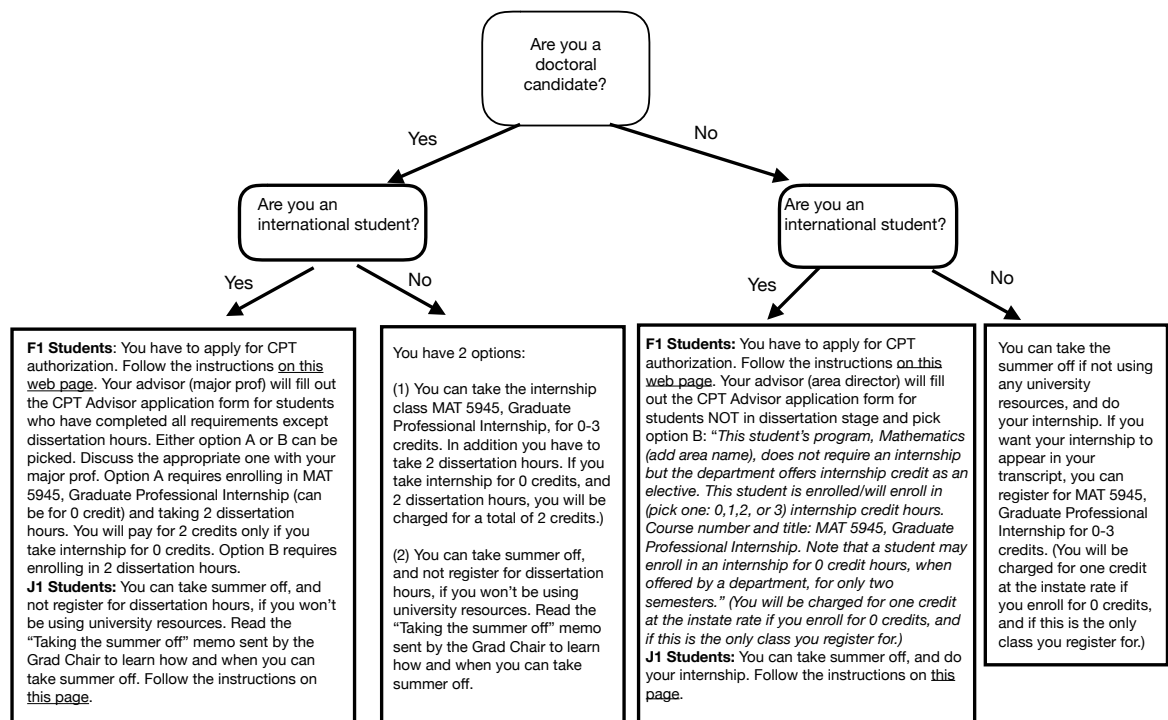 Are you a
doctoral
candidate?
Yes
No
Are you an
international student?
Are you an
international student?
Yes
No
Yes
No
F1 Students: You have to apply for CPT
authorization. Follow the instructions on this
web page. Your advisor (major prof) will fill out
the CPT Advisor application form for students
who have completed all requirements except
dissertation hours. Either option A or B can be
picked. Discuss the appropriate one with your
major prof. Option A requires enrolling in MAT
5945, Graduate Professional Internship (can
be for 0 credit) and taking 2 dissertation
hours. You will pay for 2 credits only if you
take internship for 0 credits. Option B requires
enrolling in 2 dissertation hours.
J1 Students: You can take summer off, and
not register for dissertation hours, if you won’t
be using university resources. Read the
“Taking the summer off” memo sent by the
Grad Chair to learn how and when you can
take summer off. Follow the instructions on
this page.
You have 2 options:
(1) You can take the internship
class MAT 5945, Graduate
Professional Internship, for 0-3
credits. In addition you have to
take 2 dissertation hours. If you
take internship for 0 credits, and
2 dissertation hours, you will be
charged for a total of 2 credits.)
(2) You can take summer off,
and not register for dissertation
hours, if you won’t be using
university resources. Read the
“Taking the summer off” memo
sent by the Grad Chair to learn
how and when you can take
summer off.
F1 Students: You have to apply for CPT
authorization. Follow the instructions on this
web page. Your advisor (area director) will fill
out the CPT Advisor application form for
students NOT in dissertation stage and pick
option B: “This student’s program, Mathematics
(add area name), does not require an internship
but the department offers internship credit as an
elective. This student is enrolled/will enroll in
(pick one: 0,1,2, or 3) internship credit hours.
Course number and title: MAT 5945, Graduate
Professional Internship. Note that a student may
enroll in an internship for 0 credit hours, when
offered by a department, for only two
semesters.” (You will be charged for one credit
at the instate rate if you enroll for 0 credits, and
if this is the only class you register for.)
J1 Students: You can take summer off, and do
your internship. Follow the instructions on this
page.
You can take the
summer off if not using
any university
resources, and do
your internship. If you
want your internship to
appear in your
transcript, you can
register for MAT 5945,
Graduate Professional
Internship for 0-3
credits. (You will be
charged for one credit
at the instate rate if
you enroll for 0 credits,
and if this is the only
class you register for.)